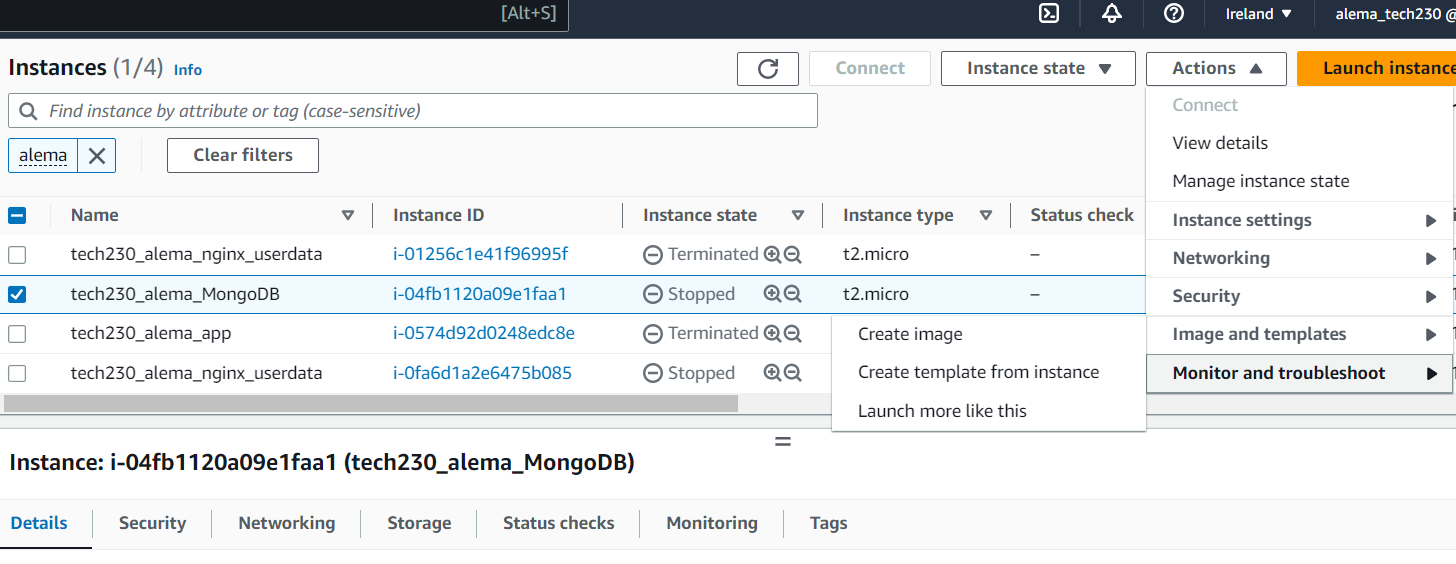 [Alt+S] Ireland ▼ alema_tech230 @
Instances (1/4) Info Connect Instance state ▼ Actions ▲ Launch instance
Find instance by attribute or tag (case-sensitive) Connect
alema Clear filters View details
Manage instance state
Name Instance ID Instance state Instance type Status check Instance settings
tech230_alema_nginx_userdata i-01256c1e41f96995f Terminated t2.micro – Networking
tech230_alema_MongoDB i-04fb1120a09e1faa1 Stopped t2.micro – Security
tech230_alema_app i-0574d92d0248edc8e Terminated Create image Image and templates
tech230_alema_nginx_userdata i-0fa6d1a2e6475b085 Stopped Create template from instance Monitor and troubleshoot
Launch more like this
Instance: i-04fb1120a09e1faa1 (tech230_alema_MongoDB)
Details Security Networking Storage Status checks Monitoring Tags